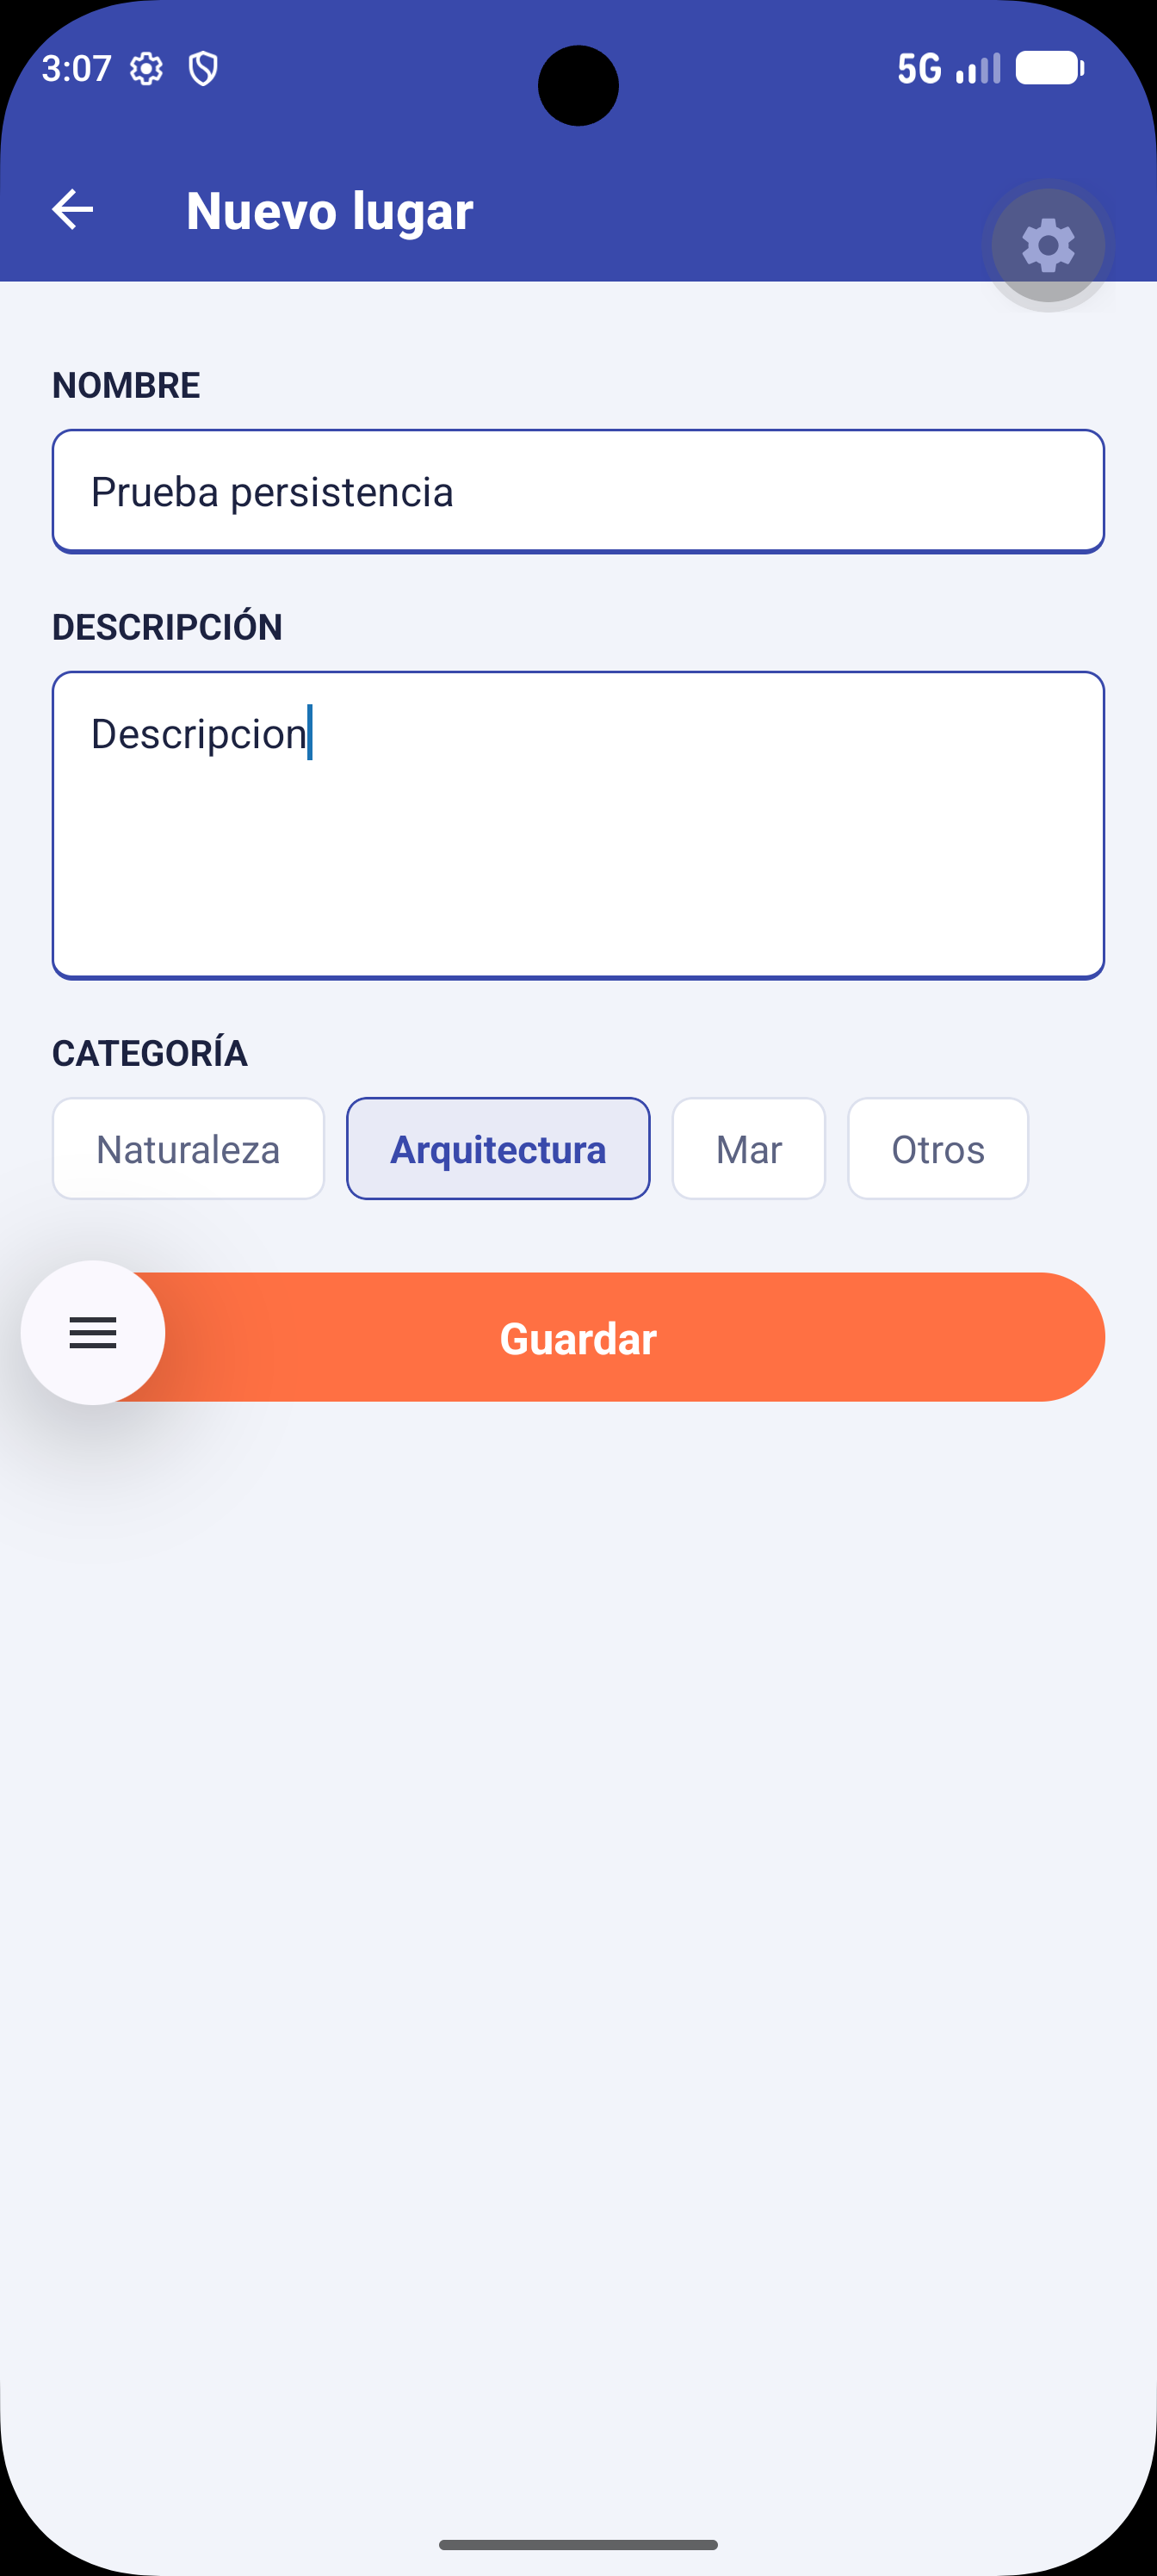 3:07 5G
Nuevo lugar
NOMBRE
Prueba persistencia
DESCRIPCIÓN
Descripcion
CATEGORÍA
Naturaleza Arquitectura Mar Otros
Guardar